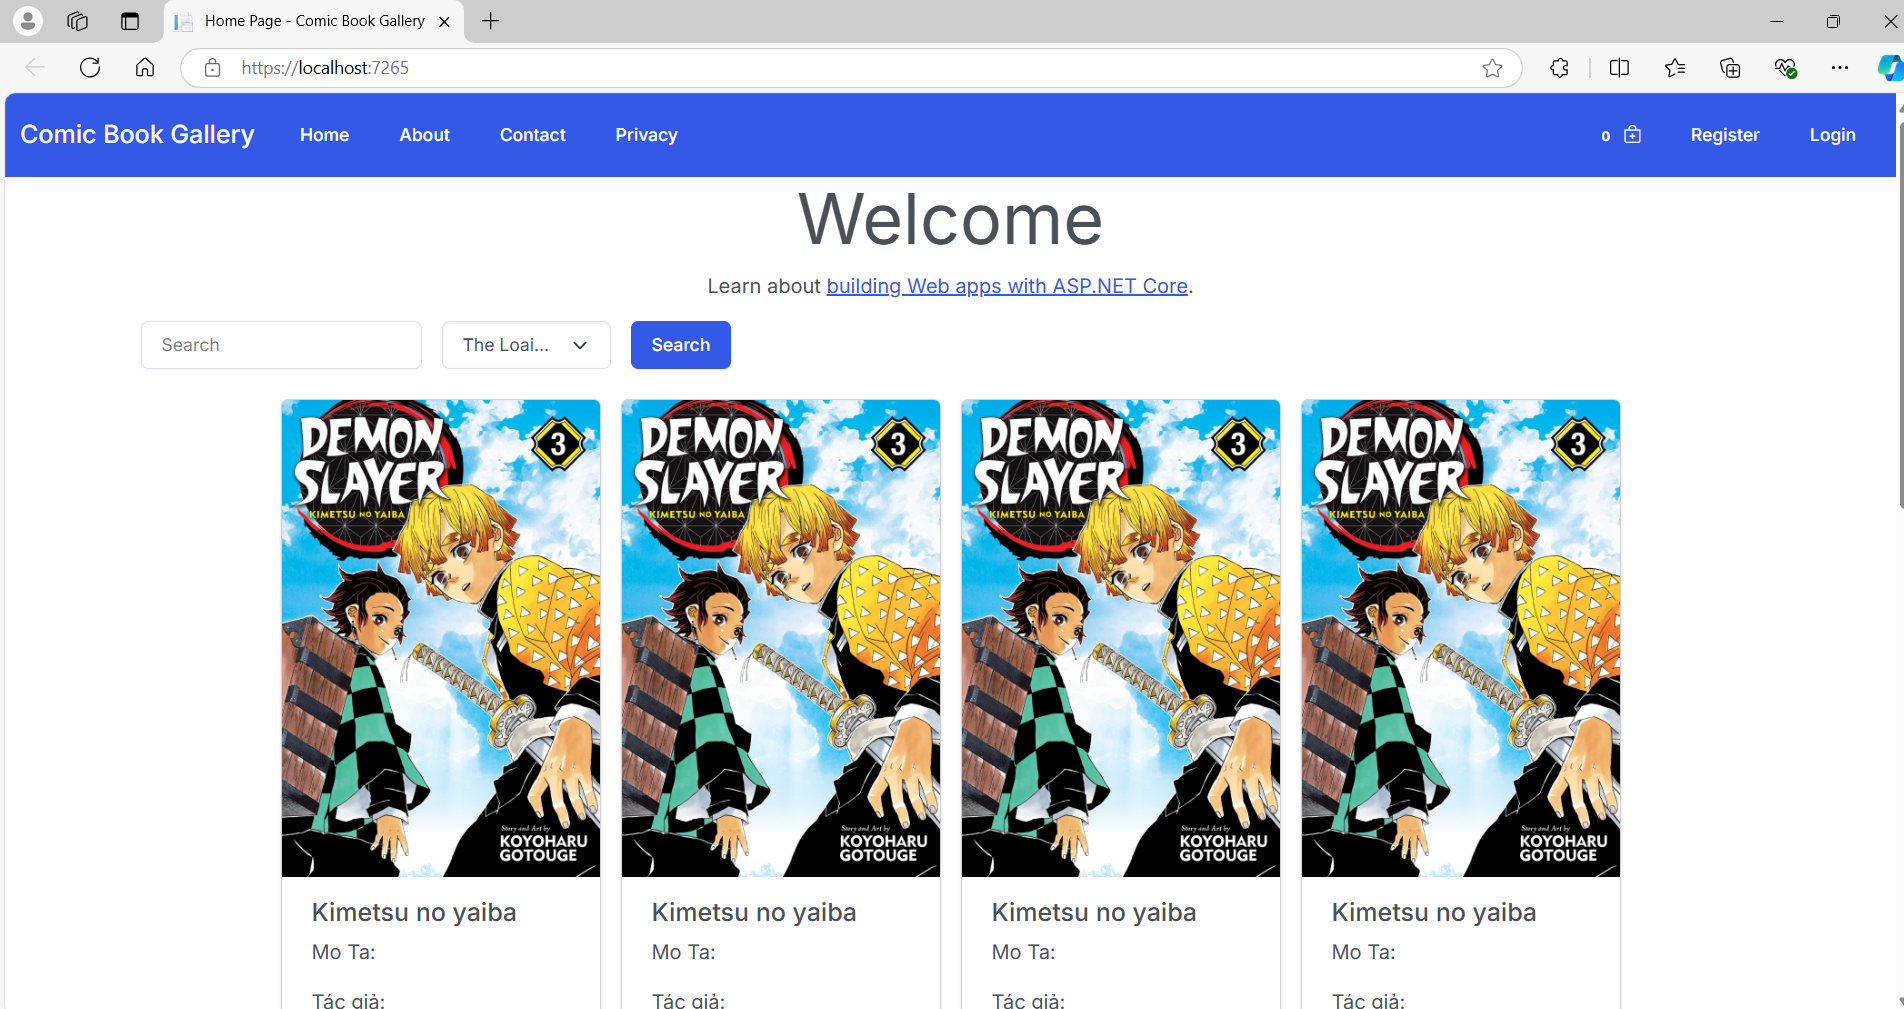 Home Page - Comic Book Gallery
https://localhost:7265
Comic Book Gallery Home About Contact Privacy 0 Register Login
Welcome
Learn about building Web apps with ASP.NET Core.
Search The Loai... Search
DEMON SLAYER
KIMETSU NO YAIBA
3
Story and Art by
KOYOHARU
GOTOUGE
DEMON SLAYER
KIMETSU NO YAIBA
3
Story and Art by
KOYOHARU
GOTOUGE
DEMON SLAYER
KIMETSU NO YAIBA
3
Story and Art by
KOYOHARU
GOTOUGE
DEMON SLAYER
KIMETSU NO YAIBA
3
Story and Art by
KOYOHARU
GOTOUGE
Kimetsu no yaiba Kimetsu no yaiba Kimetsu no yaiba Kimetsu no yaiba
Mo Ta: Mo Ta: Mo Ta: Mo Ta:
Tác giả: Tác giả: Tác giả: Tác giả: